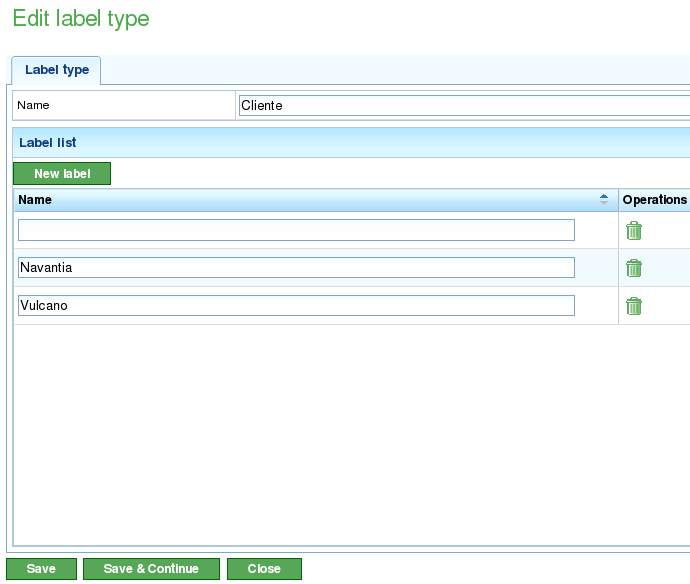 Edit label type
Label type
Name Cliente
Label list
New label
Name Operations
Navantia
Vulcano
Save Save & Continue Close